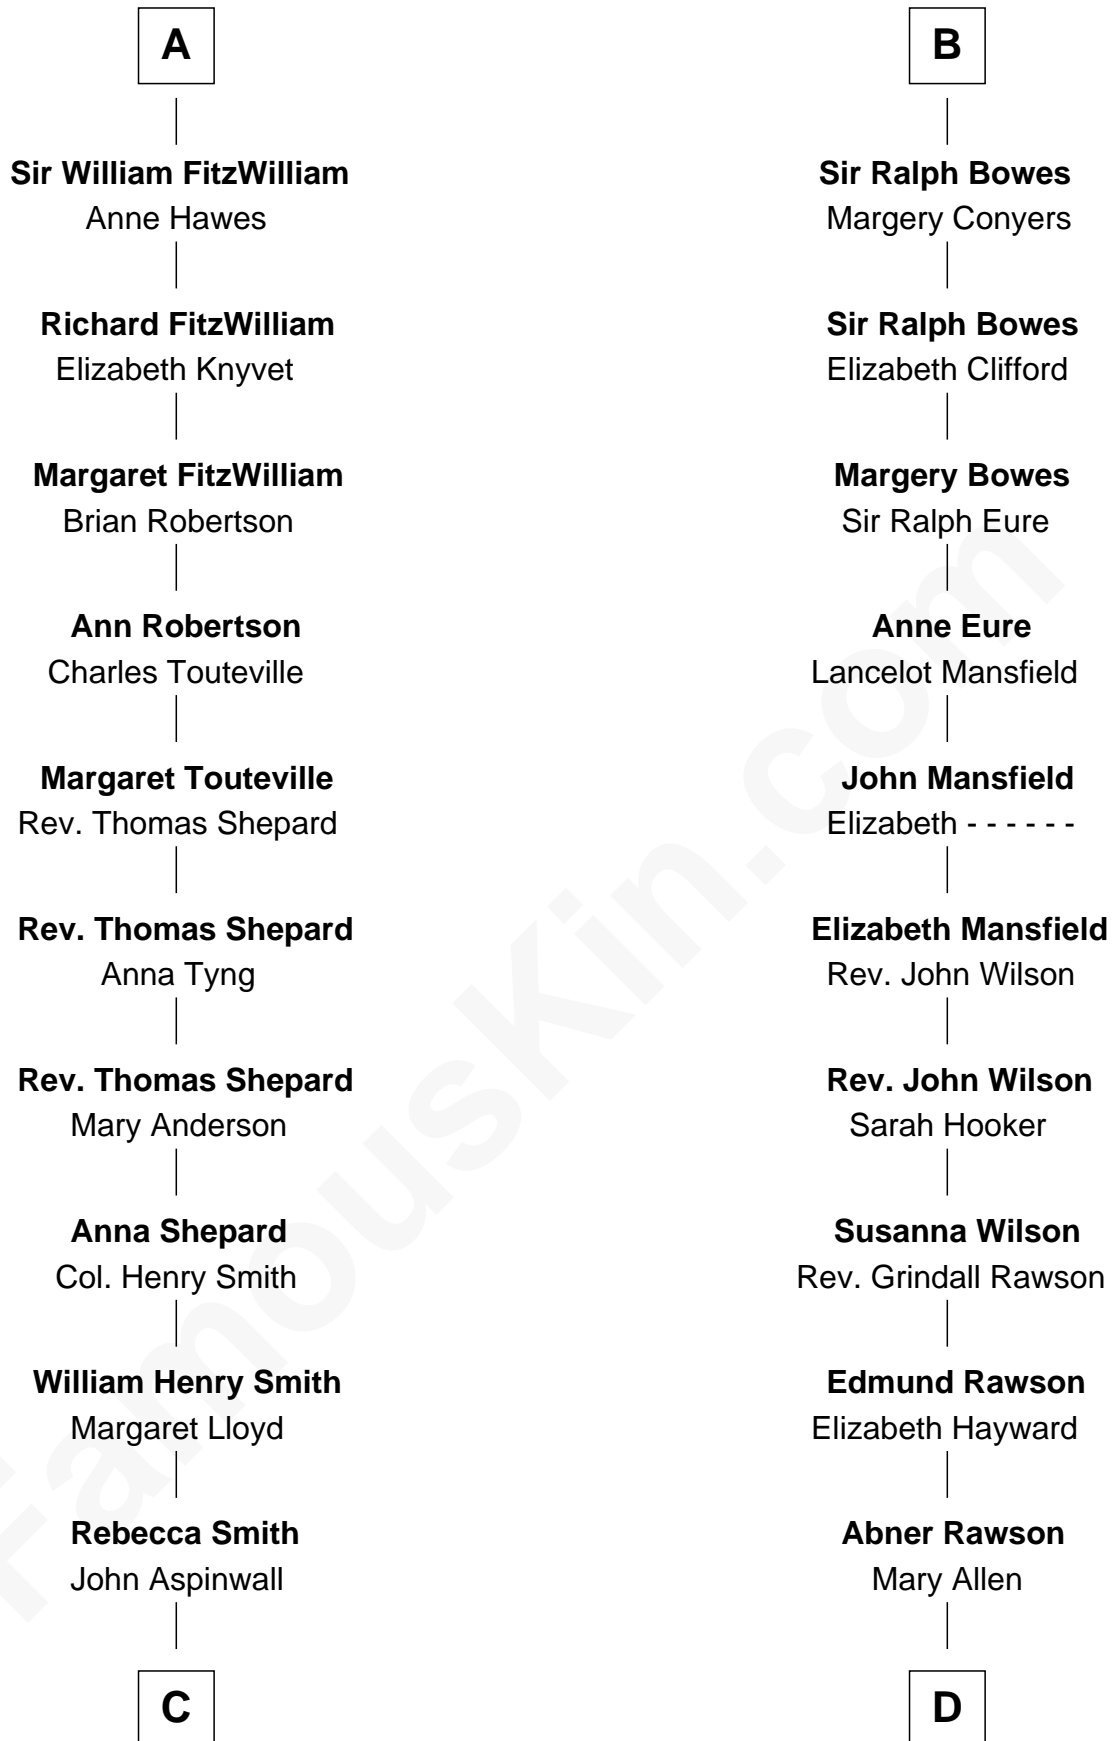 A
Sir William FitzWilliam
Anne Hawes
Richard FitzWilliam
Elizabeth Knyvet
Margaret FitzWilliam
Brian Robertson
Ann Robertson
Charles Touteville
Margaret Touteville
Rev. Thomas Shepard
Rev. Thomas Shepard
Anna Tyng
Rev. Thomas Shepard
Mary Anderson
Anna Shepard
Col. Henry Smith
William Henry Smith
Margaret Lloyd
Rebecca Smith
John Aspinwall
C
B
Sir Ralph Bowes
Margery Conyers
Sir Ralph Bowes
Elizabeth Clifford
Margery Bowes
Sir Ralph Eure
Anne Eure
Lancelot Mansfield
John Mansfield
Elizabeth - - - - - -
Elizabeth Mansfield
Rev. John Wilson
Rev. John Wilson
Sarah Hooker
Susanna Wilson
Rev. Grindall Rawson
Edmund Rawson
Elizabeth Hayward
Abner Rawson
Mary Allen
D
FamousKin.com